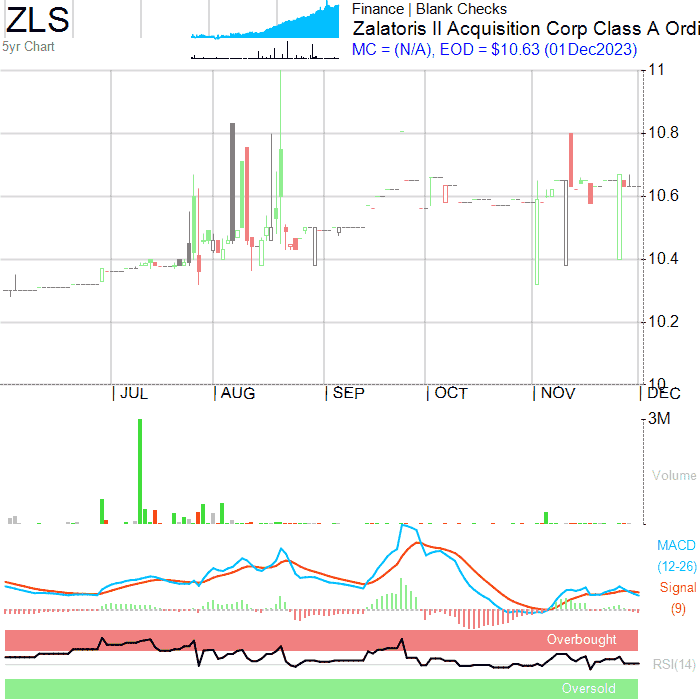 ZLS
5yr Chart
Finance | Blank Checks
Zalatoris II Acquisition Corp Class A Ordi
MC = (N/A), EOD = $10.63 (01Dec2023)
11
10.8
10.6
10.4
10.2
10
JUL AUG SEP OCT NOV DEC
3M
Volume
MACD
(12-26)
Signal
(9)
Overbought
RSI(14)
Oversold